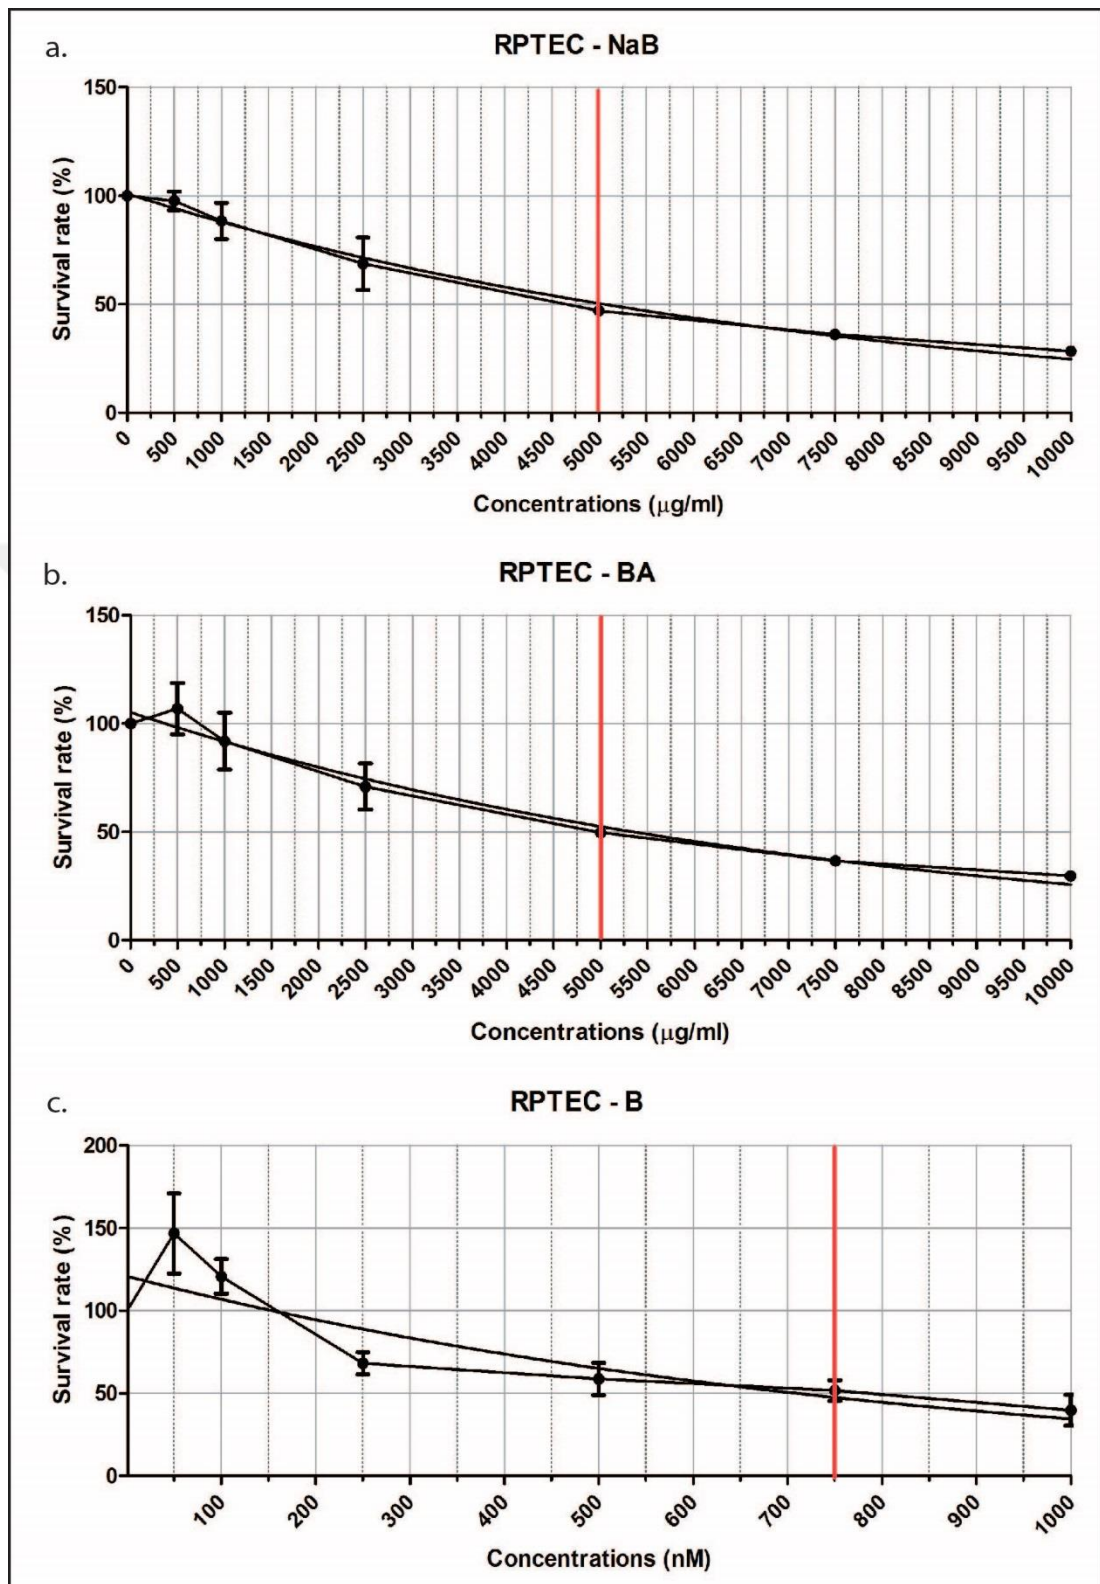 a.
RPTEC - NaB
Survival rate (%)
150
100
50
0
0 500 1000 1500 2000 2500 3000 3500 4000 4500 5000 5500 6000 6500 7000 7500 8000 8500 9000 9500 10000
Concentrations (μg/ml)
b.
RPTEC - BA
Survival rate (%)
150
100
50
0
0 500 1000 1500 2000 2500 3000 3500 4000 4500 5000 5500 6000 6500 7000 7500 8000 8500 9000 9500 10000
Concentrations (μg/ml)
c.
RPTEC - B
Survival rate (%)
200
150
100
50
0
100 200 300 400 500 600 700 800 900 1000
Concentrations (nM)